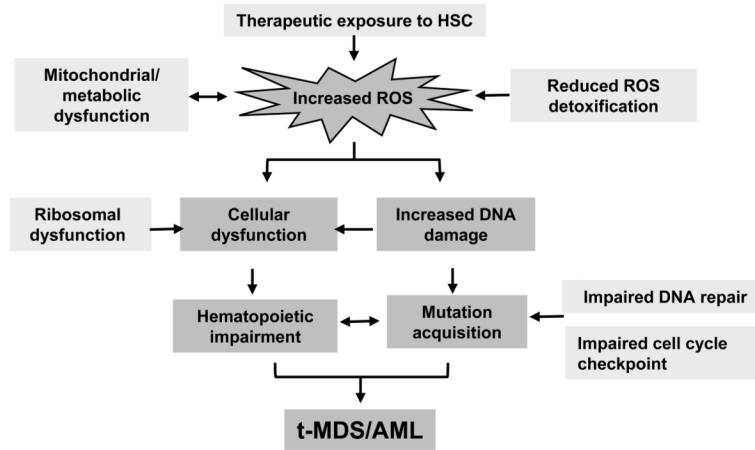 Therapeutic exposure to HSC
Mitochondrial/
metabolic
dysfunction
Increased ROS
Reduced ROS
detoxification
Ribosomal
dysfunction
Cellular
dysfunction
Increased DNA
damage
Hematopoietic
impairment
Mutation
acquisition
Impaired DNA repair
Impaired cell cycle
checkpoint
t-MDS/AML